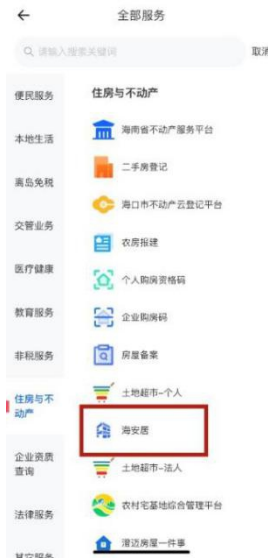 全部服务
请输入搜索关键词
取消
便民服务
本地生活
离岛免税
交管业务
医疗健康
教育服务
非税服务
住房与不
动产
企业资质
查询
法律服务
其它服务
住房与不动产
海南省不动产服务平台
二手房登记
海口市不动产云登记平台
农房报建
个人购房资格码
企业购房码
房屋备案
土地超市-个人
海安居
土地超市-法人
农村宅基地综合管理平台
澄迈房屋一件事